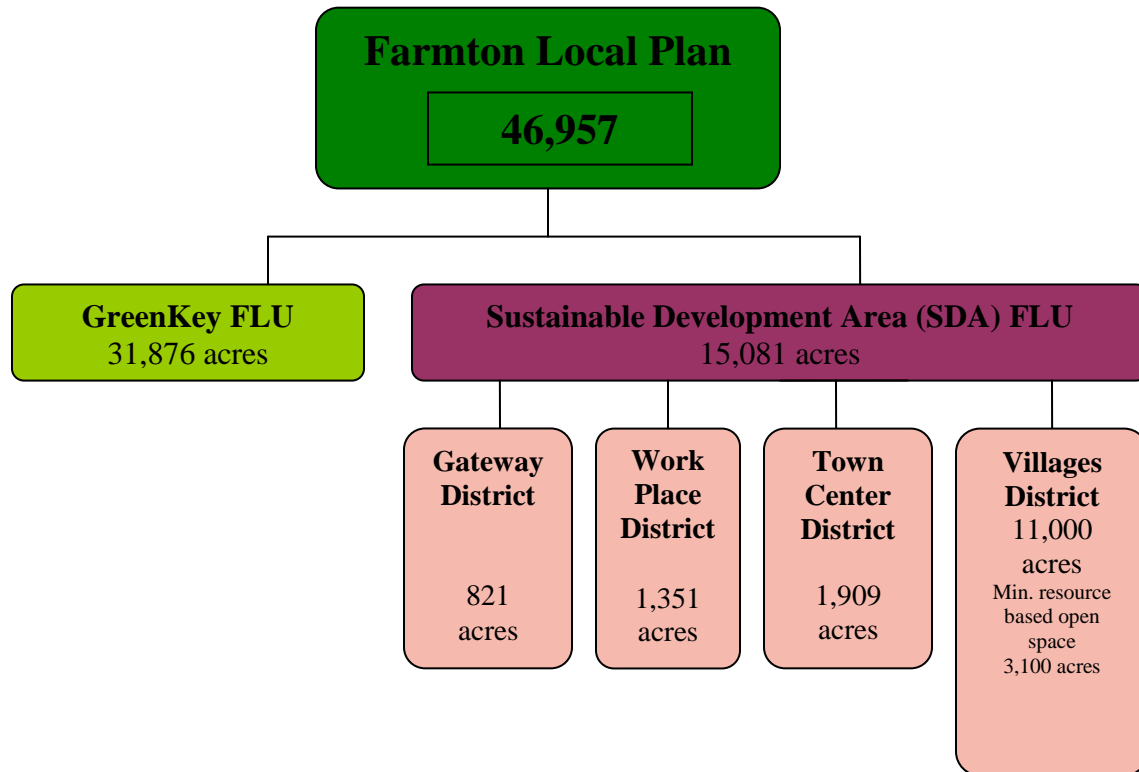 Farmton Local Plan
46,957
GreenKey FLU
31,876 acres
Sustainable Development Area (SDA) FLU
15,081 acres
Gateway
District
821
acres
Work
Place
District
1,351
acres
Town
Center
District
1,909
acres
Villages
District
11,000
acres
Min. resource
based open
space
3,100 acres